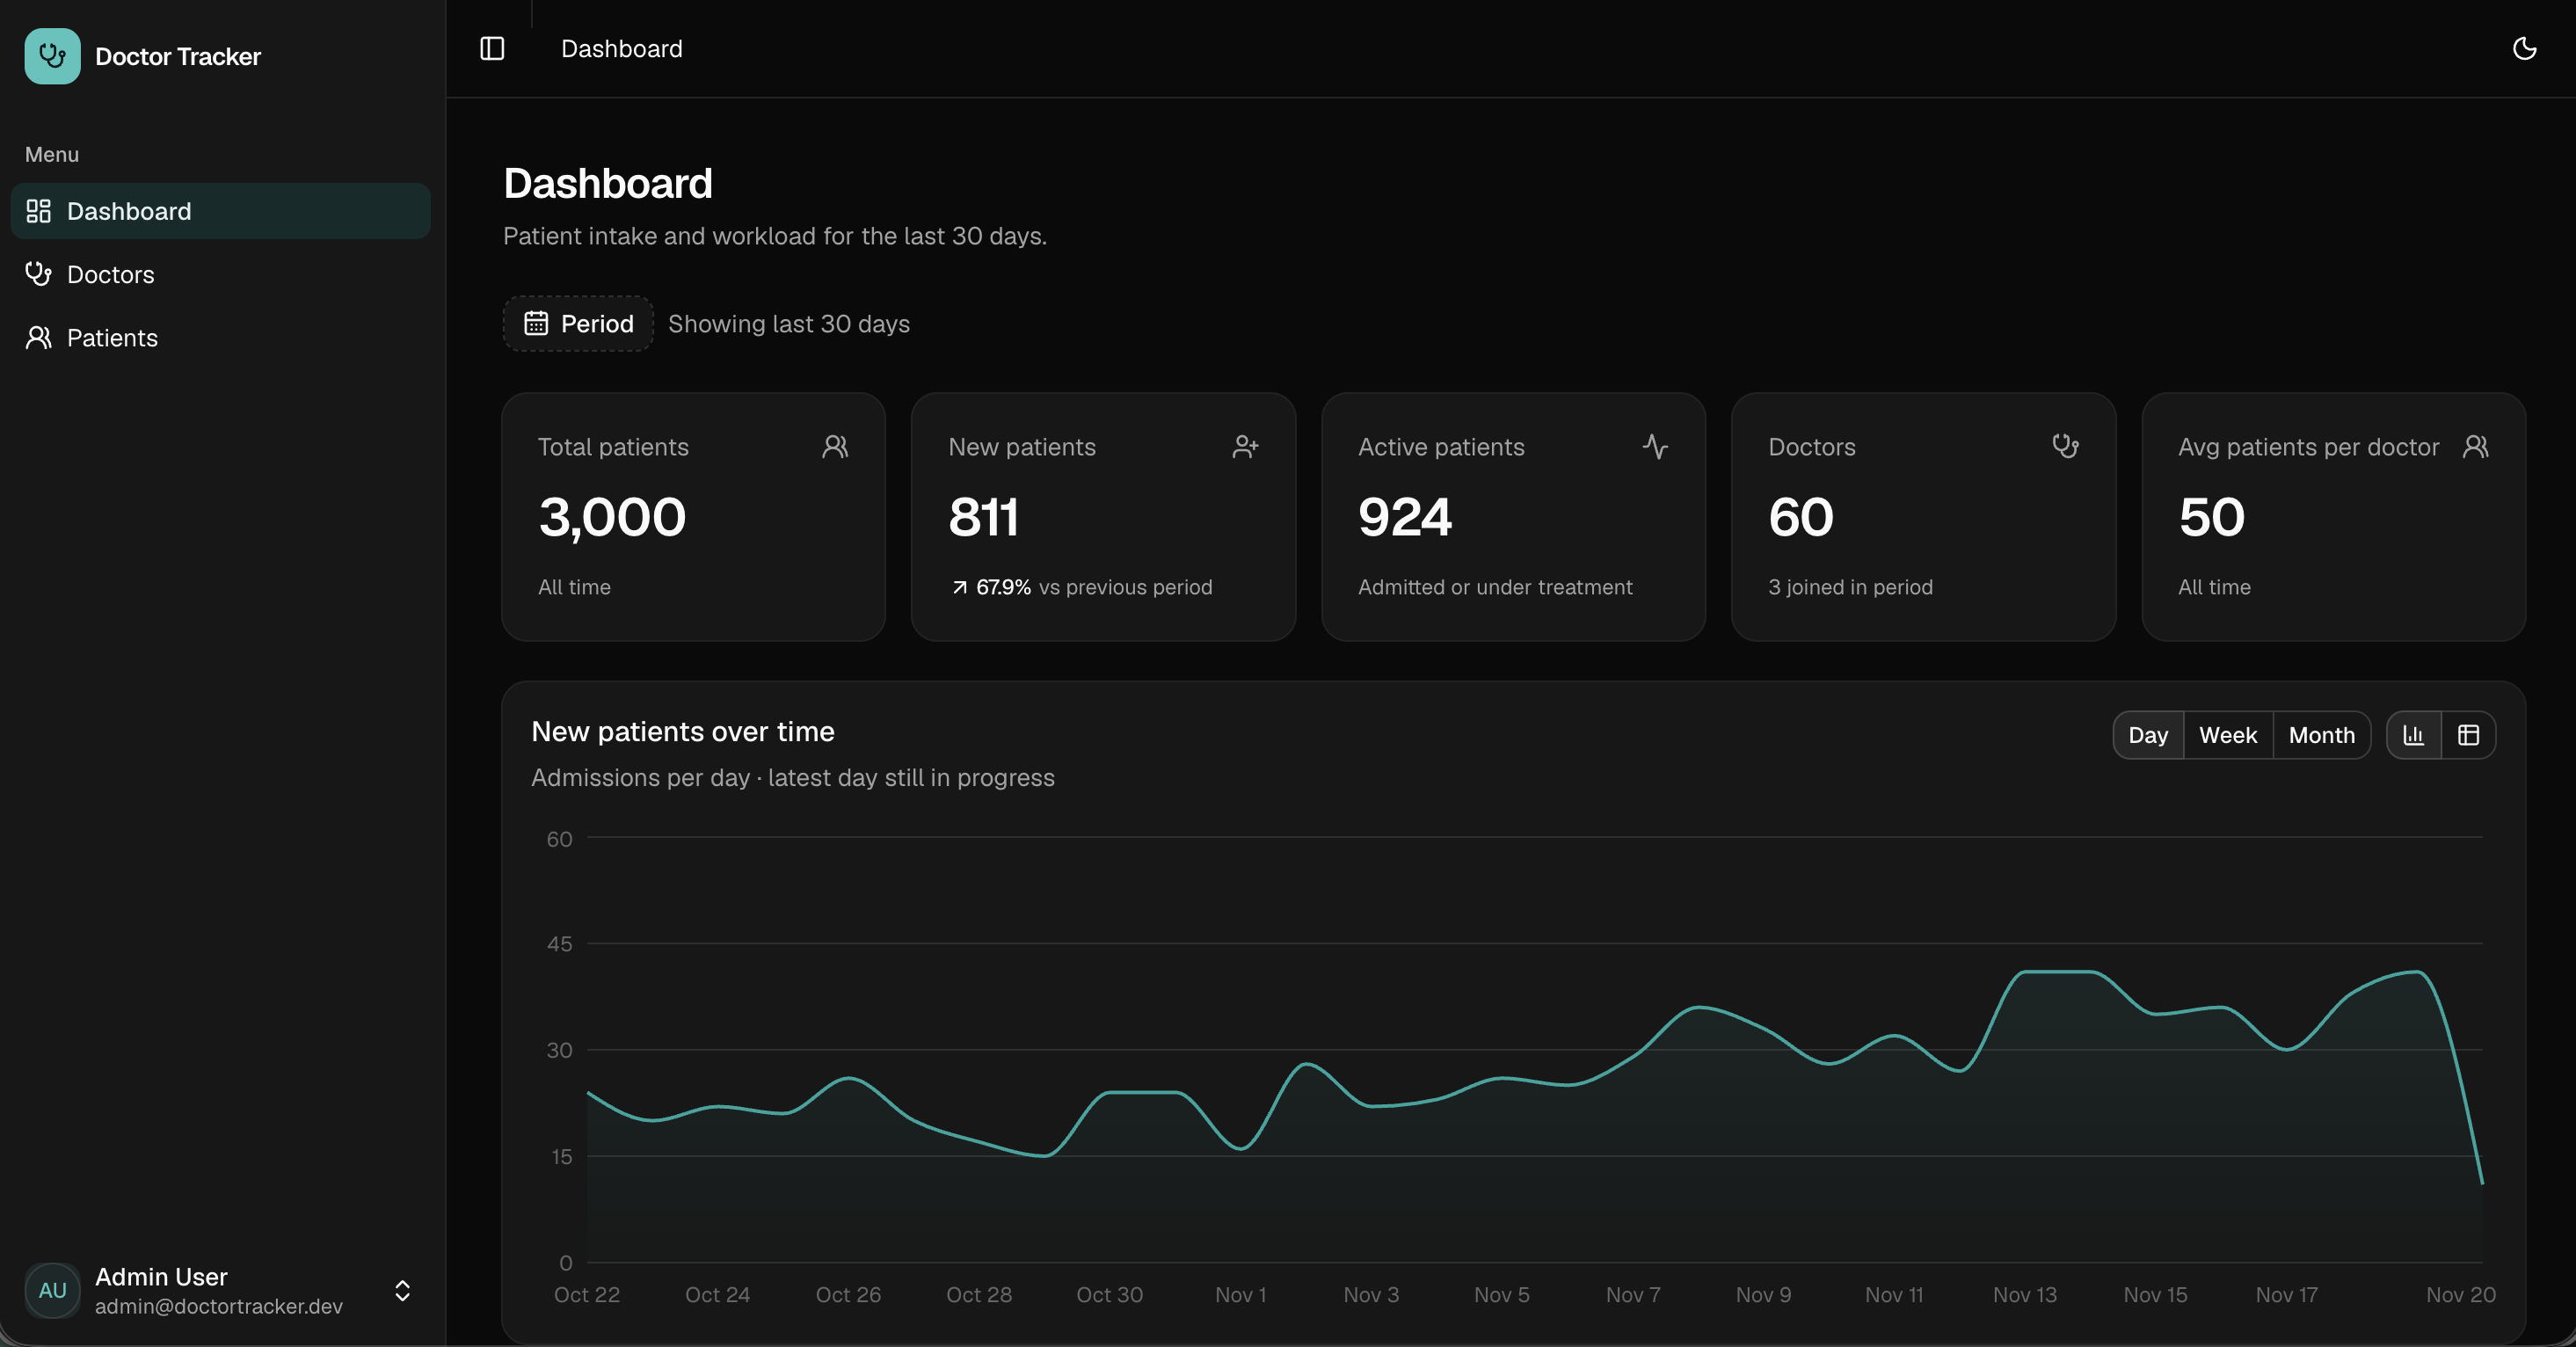 Doctor Tracker
Menu
Dashboard
Doctors
Patients
AU
Admin User
admin@doctortracker.dev
Dashboard
Dashboard
Patient intake and workload for the last 30 days.
Period
Showing last 30 days
Total patients
3,000
All time
New patients
811
67.9% vs previous period
Active patients
924
Admitted or under treatment
Doctors
60
3 joined in period
Avg patients per doctor
50
All time
New patients over time
Admissions per day · latest day still in progress
Day Week Month
60
45
30
15
0
Oct 22 Oct 24 Oct 26 Oct 28 Oct 30 Nov 1 Nov 3 Nov 5 Nov 7 Nov 9 Nov 11 Nov 13 Nov 15 Nov 17 Nov 20